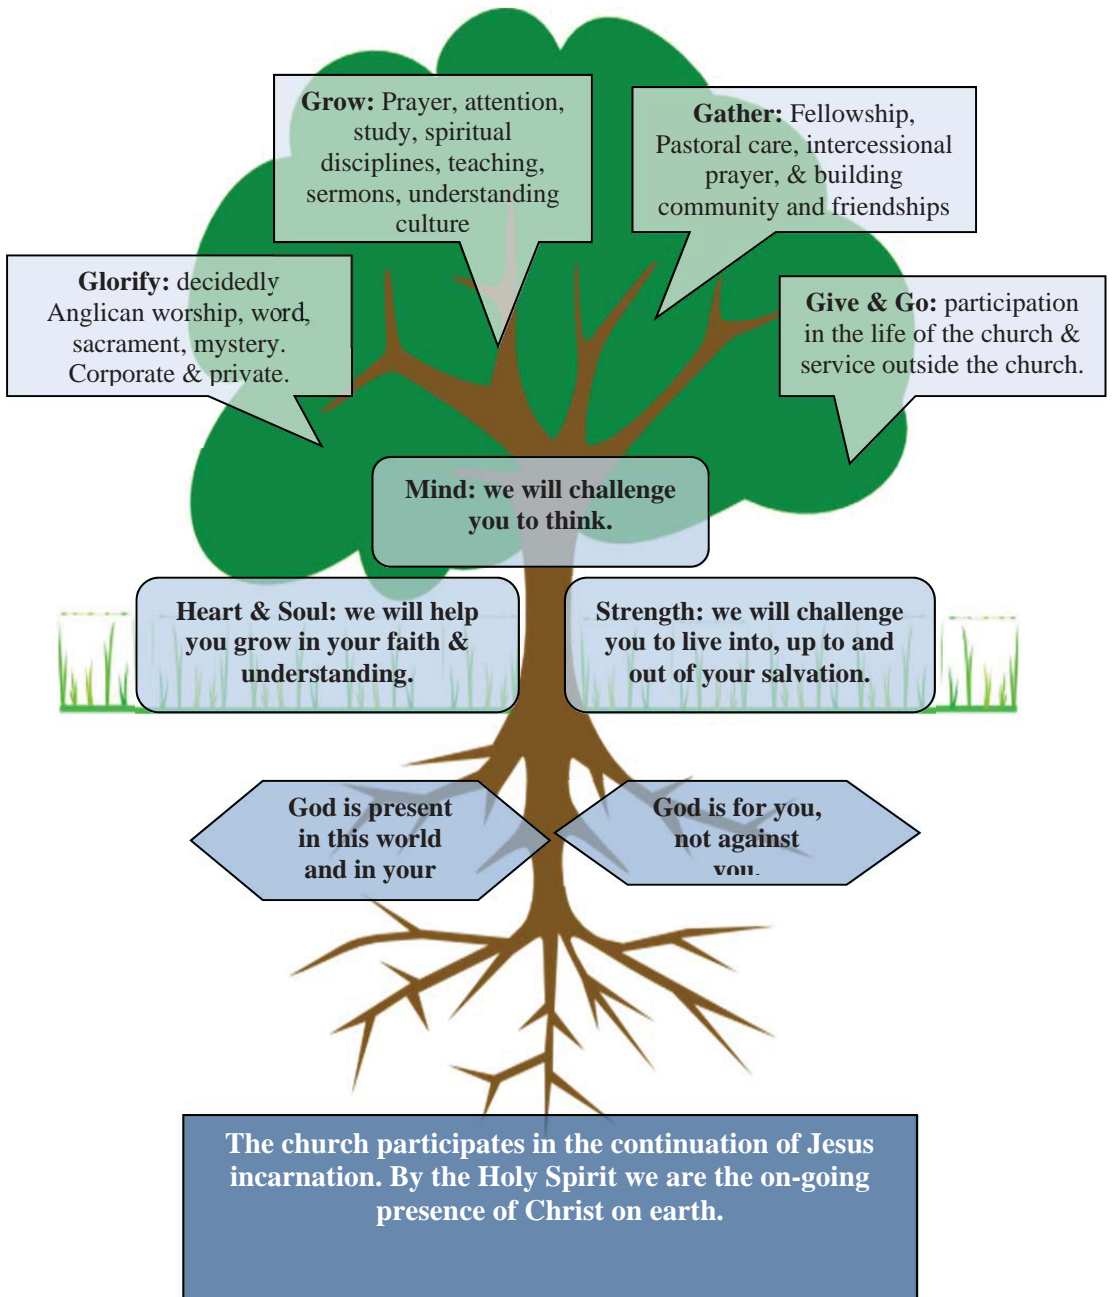 Grow: Prayer, attention,
study, spiritual
disciplines, teaching,
sermons, understanding
culture
Gather: Fellowship,
Pastoral care, intercessional
prayer, & building
community and friendships
Glorify: decidedly
Anglican worship, word,
sacrament, mystery.
Corporate & private.
Give & Go: participation
in the life of the church &
service outside the church.
Mind: we will challenge
you to think.
Heart & Soul: we will help
you grow in your faith &
understanding.
Strength: we will challenge
you to live into, up to and
out of your salvation.
God is present
in this world
and in your
God is for you,
not against
you.
The church participates in the continuation of Jesus
incarnation. By the Holy Spirit we are the on-going
presence of Christ on earth.